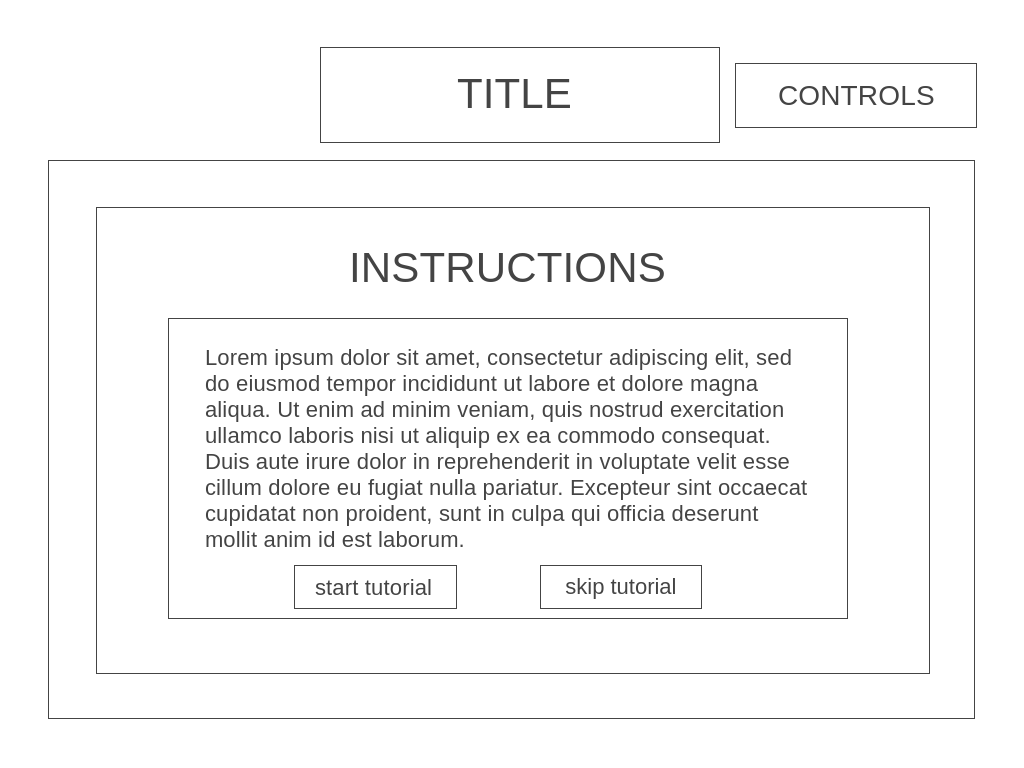 TITLE
CONTROLS
INSTRUCTIONS
Lorem ipsum dolor sit amet, consectetur adipiscing elit, sed
do eiusmod tempor incididunt ut labore et dolore magna
aliqua. Ut enim ad minim veniam, quis nostrud exercitation
ullamco laboris nisi ut aliquip ex ea commodo consequat.
Duis aute irure dolor in reprehenderit in voluptate velit esse
cillum dolore eu fugiat nulla pariatur. Excepteur sint occaecat
cupidatat non proident, sunt in culpa qui officia deserunt
mollit anim id est laborum.
start tutorial
skip tutorial